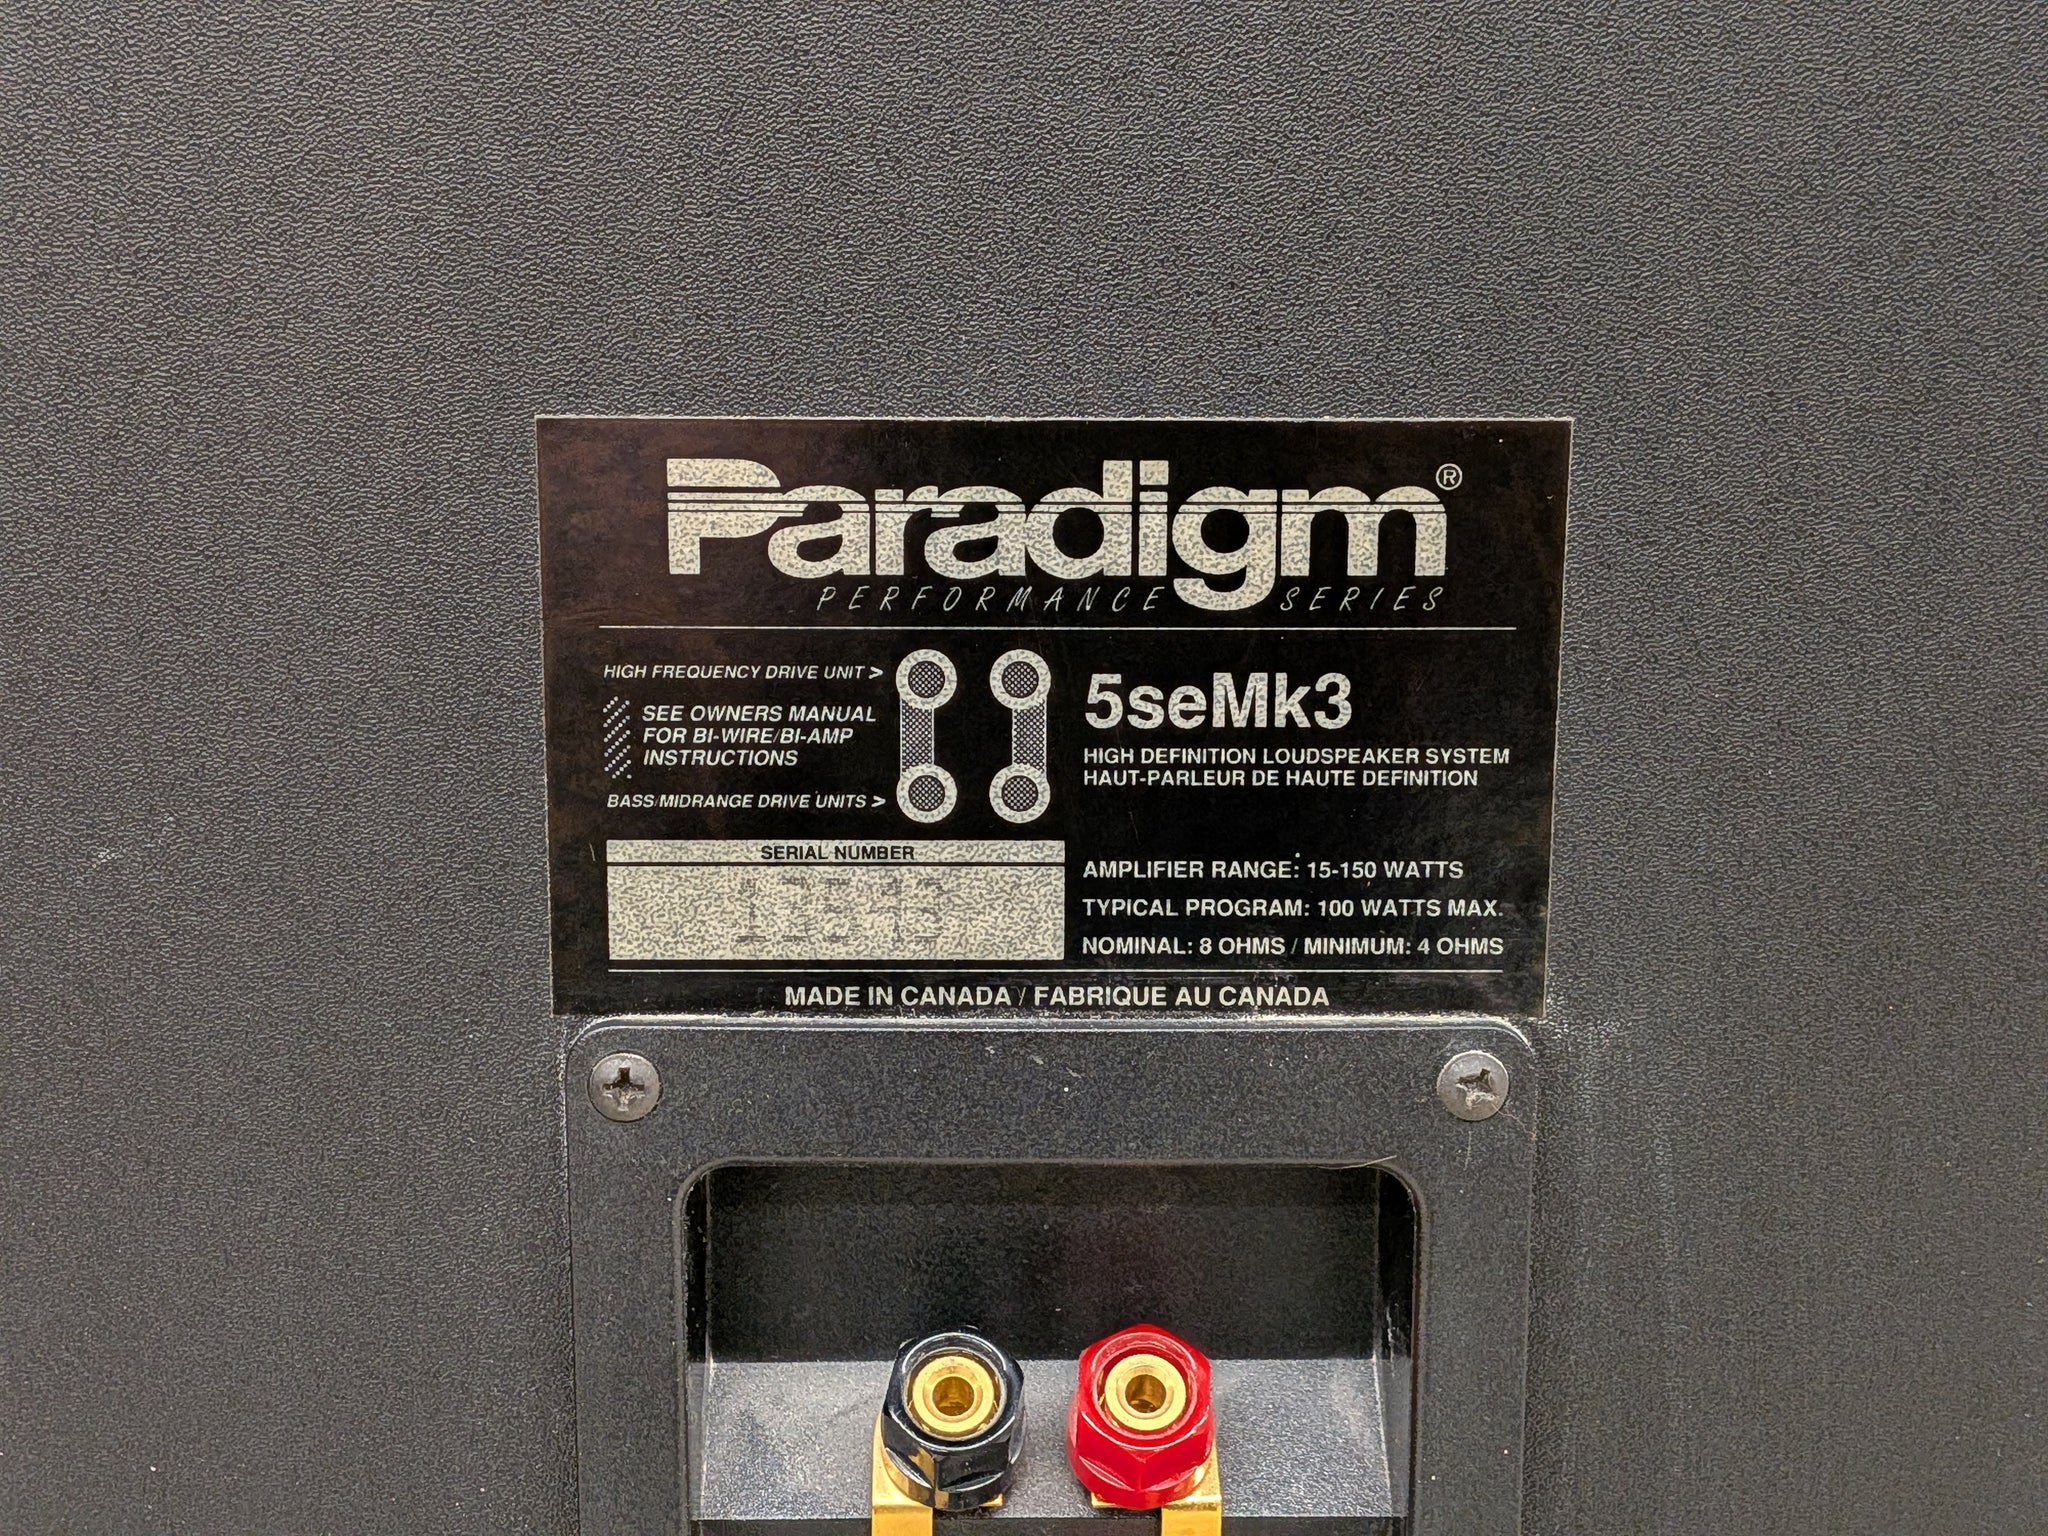 Paradigm®
PERFORMANCE SERIES
HIGH FREQUENCY DRIVE UNIT >
SEE OWNERS MANUAL
FOR BI-WIRE/BI-AMP
INSTRUCTIONS
BASS/MIDRANGE DRIVE UNITS >
5seMk3
HIGH DEFINITION LOUDSPEAKER SYSTEM
HAUT-PARLEUR DE HAUTE DEFINITION
SERIAL NUMBER
AMPLIFIER RANGE: 15-150 WATTS
TYPICAL PROGRAM: 100 WATTS MAX.
NOMINAL: 8 OHMS / MINIMUM: 4 OHMS
MADE IN CANADA / FABRIQUE AU CANADA